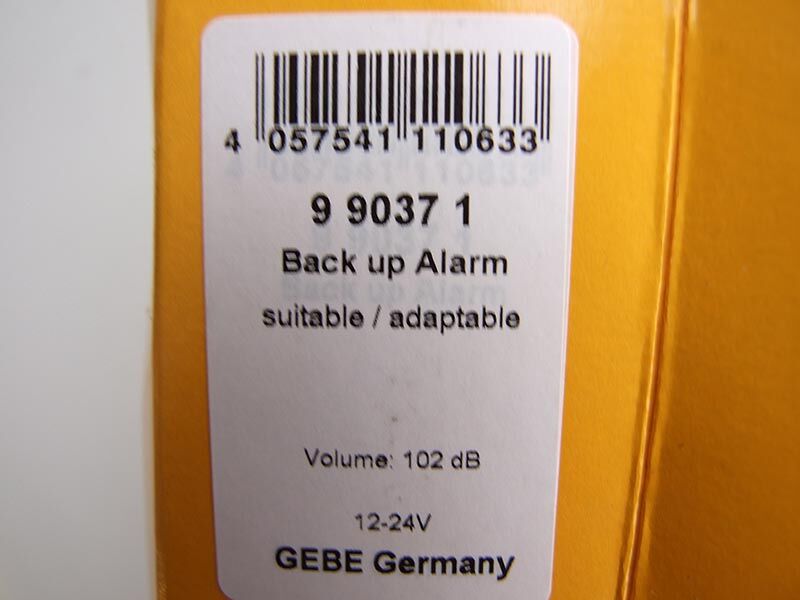 4 057541 110633
9 9037 1
Back up Alarm
suitable / adaptable
Volume: 102 dB
12-24V
GEBE Germany